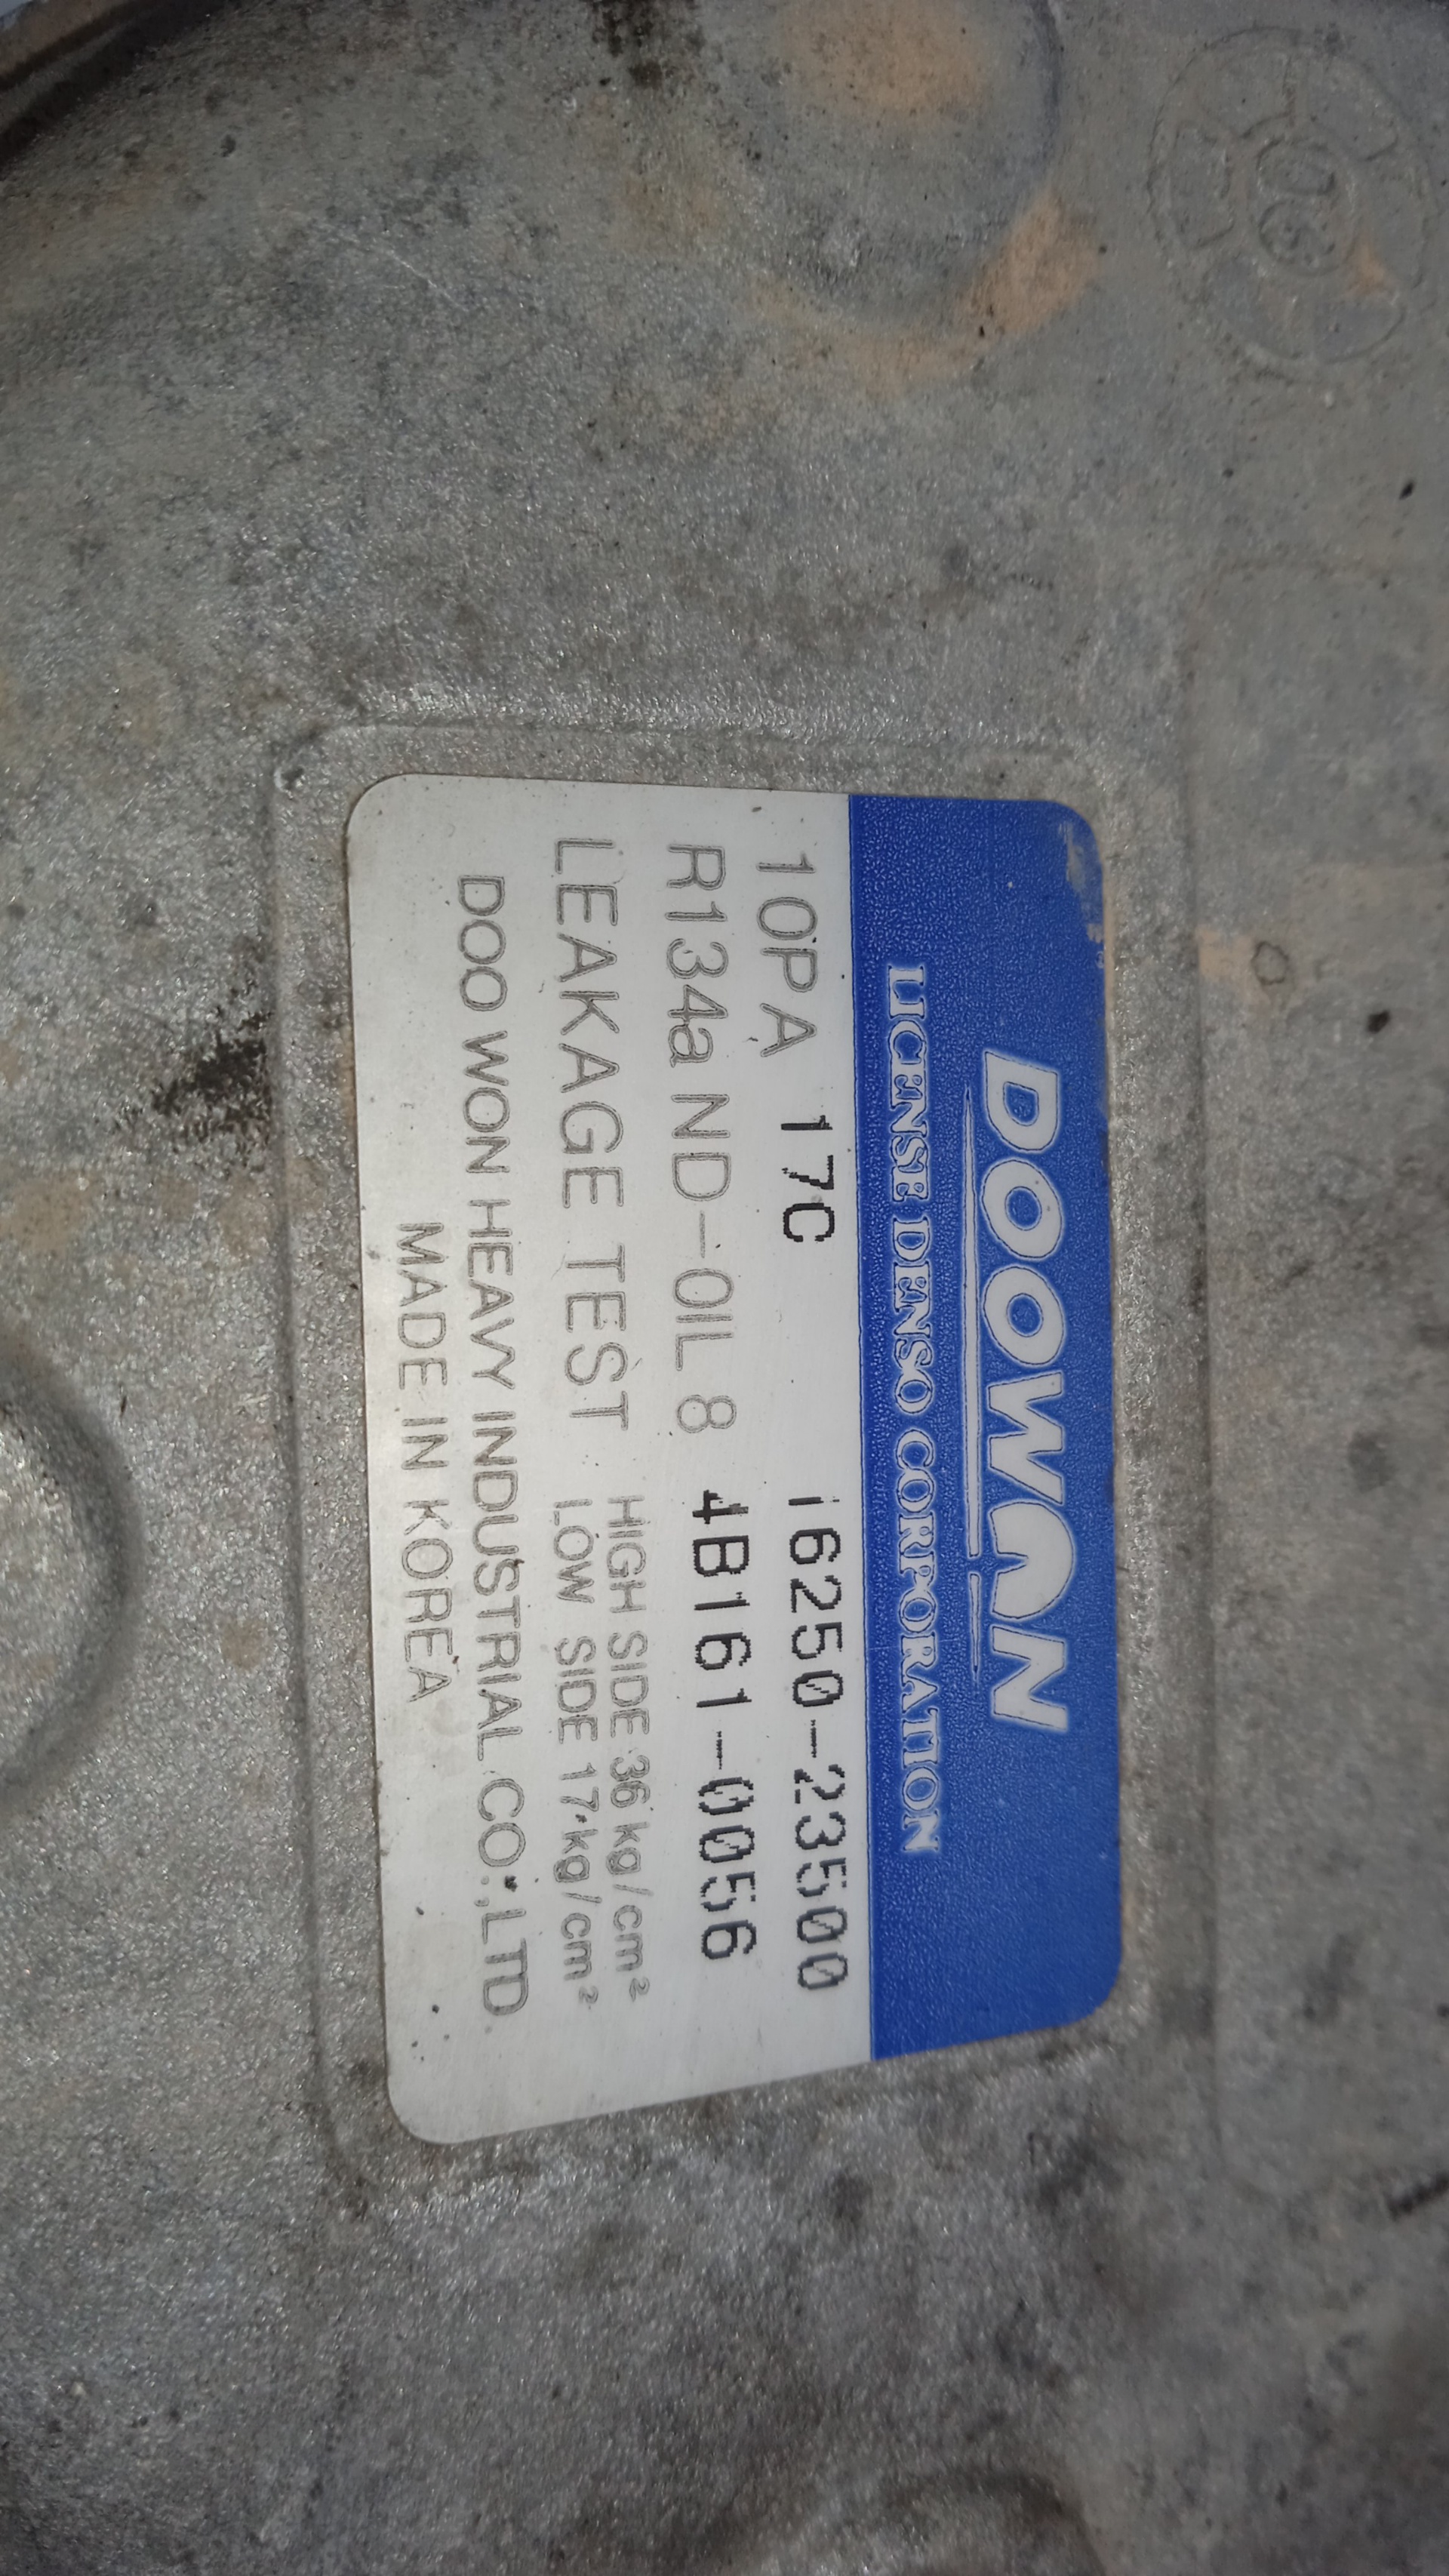 DOOWON
LICENSE DENSO CORPORATION
10PA 17C 16250-23500
R134a ND-OIL 8 4B161-0056
LEAKAGE TEST HIGH SIDE 36 kg/cm²
LOW SIDE 17 kg/cm²
DOO WON HEAVY INDUSTRIAL CO.,LTD
MADE IN KOREA